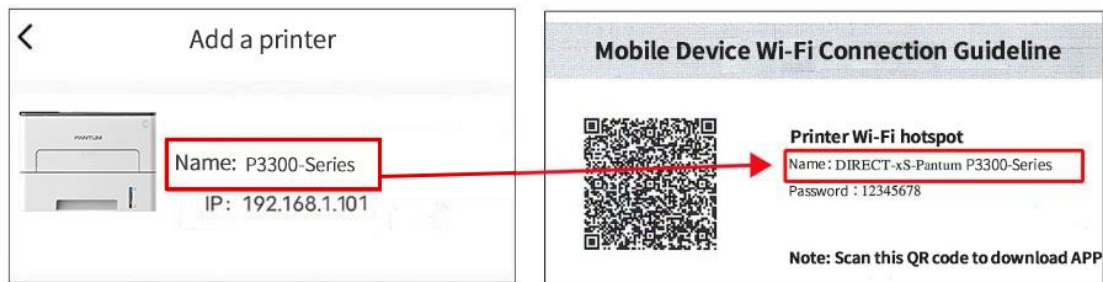 Add a printer
PANTUM
Name: P3300-Series
IP: 192.168.1.101
Mobile Device Wi-Fi Connection Guideline
Printer Wi-Fi hotspot
Name: DIRECT-xS-Pantum P3300-Series
Password : 12345678
Note: Scan this QR code to download APP